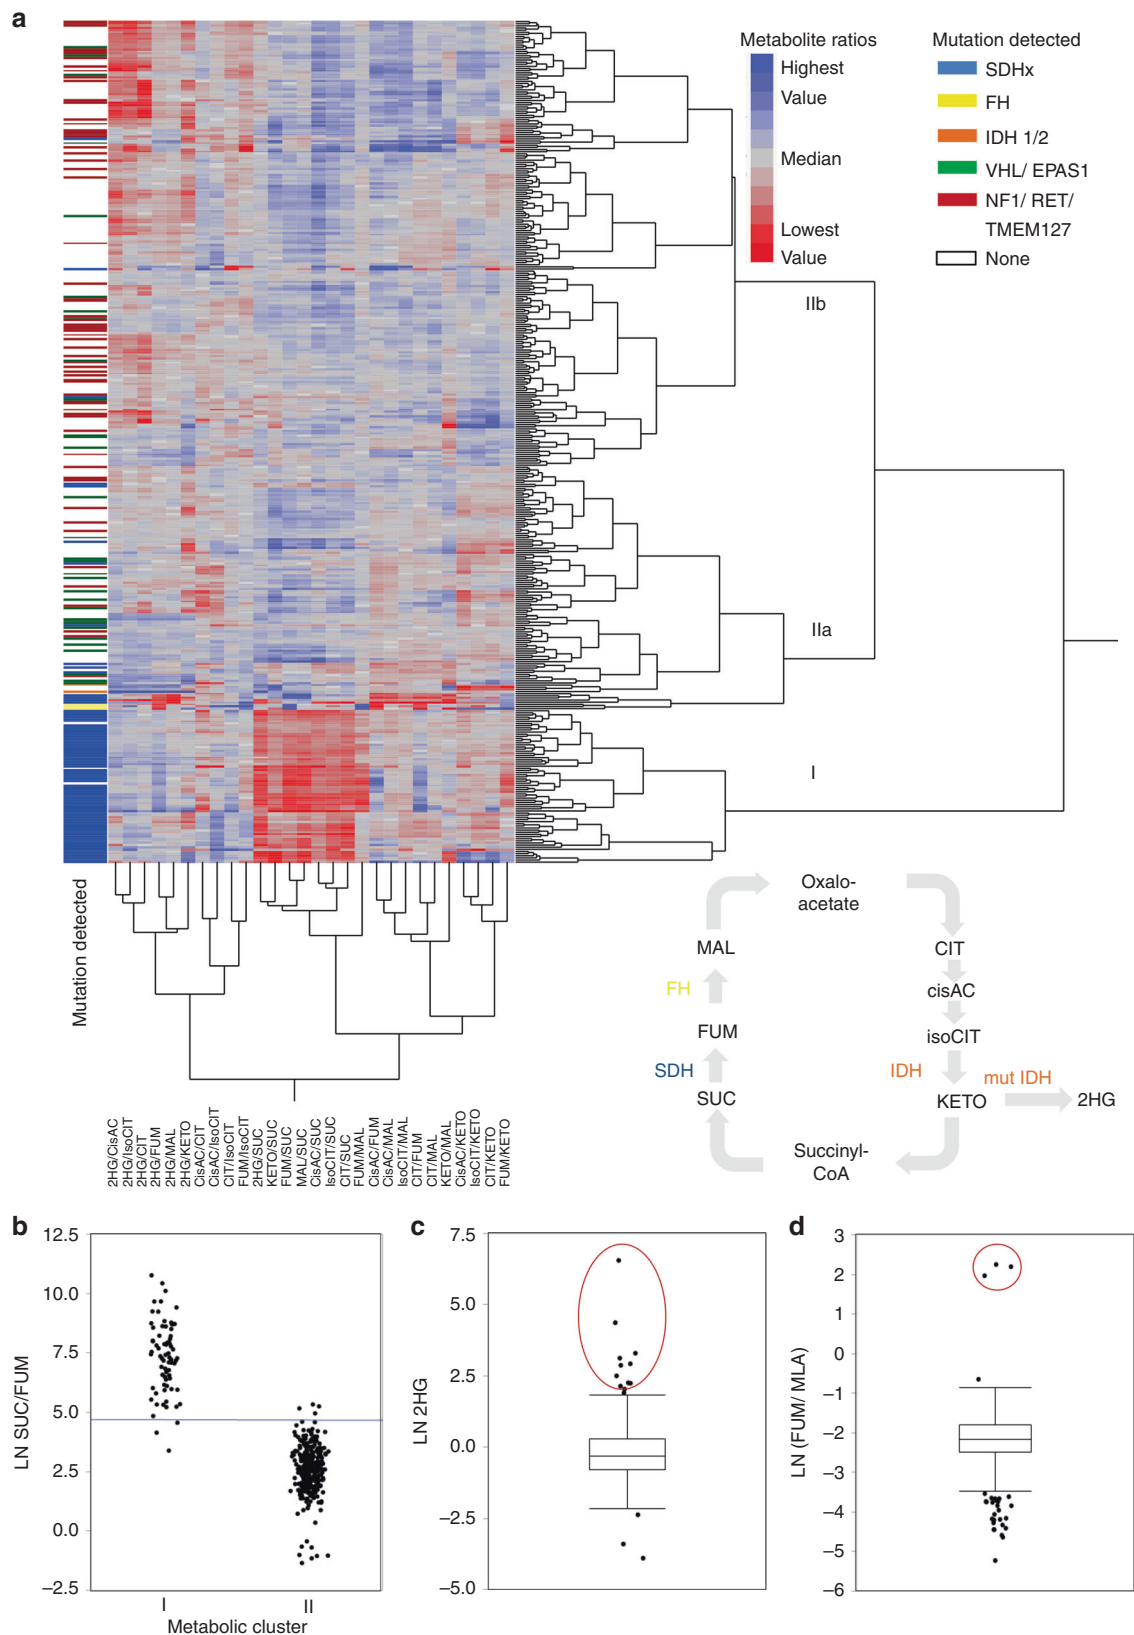 a
Metabolite ratios
Highest
Value
Median
Lowest
Value
Mutation detected
SDHx
FH
IDH 1/2
VHL/ EPAS1
NF1/ RET/
TMEM127
None
IIb
IIa
I
Mutation detected
2HG/CisAC
2HG/IsoCIT
2HG/CIT
2HG/FUM
2HG/MAL
2HG/KETO
CisAC/CIT
CisAC/IsoCIT
CIT/IsoCIT
FUM/IsoCIT
2HG/SUC
KETO/SUC
FUM/SUC
MAL/SUC
CisAC/SUC
IsoCIT/SUC
CIT/SUC
FUM/MAL
CisAC/FUM
CisAC/MAL
IsoCIT/MAL
CIT/FUM
CIT/MAL
KETO/MAL
CisAC/KETO
IsoCIT/KETO
CIT/KETO
FUM/KETO
Oxalo-
acetate
MAL
CIT
FH
cisAC
FUM
isoCIT
SDH
IDH
mut IDH
SUC
KETO
2HG
Succinyl-
CoA
b
12.5
10.0
7.5
5.0
2.5
0.0
–2.5
LN SUC/FUM
I
II
Metabolic cluster
c
7.5
5.0
2.5
0.0
–2.5
–5.0
LN 2HG
d
3
2
1
0
–1
–2
–3
–4
–5
–6
LN (FUM/ MLA)